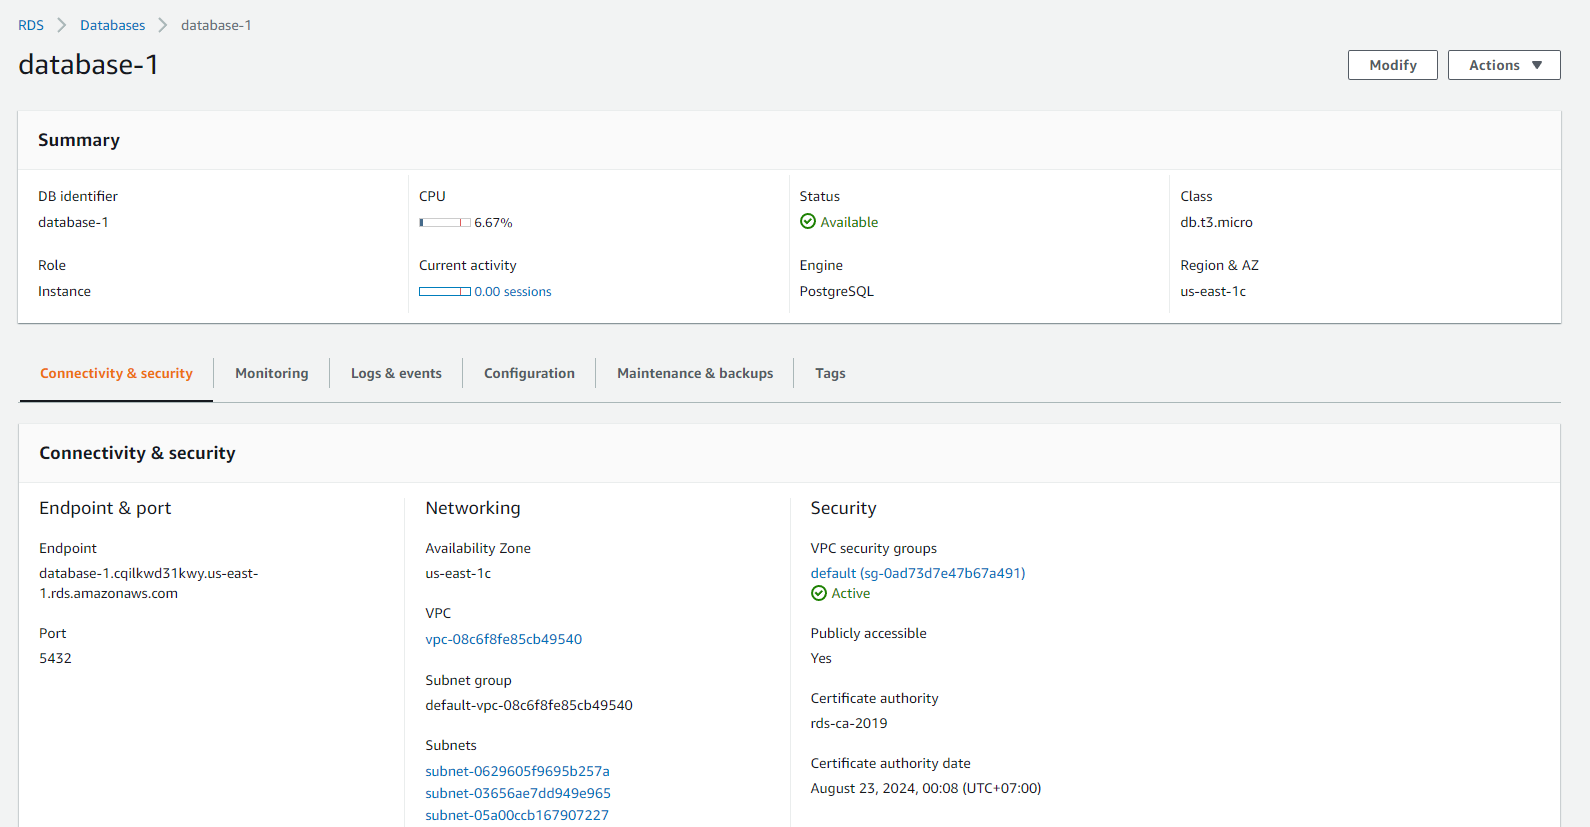 RDS > Databases > database-1
database-1
Modify
Actions
Summary
DB identifier
database-1
CPU
6.67%
Status
Available
Class
db.t3.micro
Role
Instance
Current activity
0.00 sessions
Engine
PostgreSQL
Region & AZ
us-east-1c
Connectivity & security
Monitoring
Logs & events
Configuration
Maintenance & backups
Tags
Connectivity & security
Endpoint & port
Endpoint
database-1.cqilkwd31kwy.us-east-
1.rds.amazonaws.com
Port
5432
Networking
Availability Zone
us-east-1c
VPC
vpc-08c6f8fe85cb49540
Subnet group
default-vpc-08c6f8fe85cb49540
Subnets
subnet-0629605f9695b257a
subnet-03656ae7dd949e965
subnet-05a00ccb167907227
Security
VPC security groups
default (sg-0ad73d7e47b67a491)
Active
Publicly accessible
Yes
Certificate authority
rds-ca-2019
Certificate authority date
August 23, 2024, 00:08 (UTC+07:00)